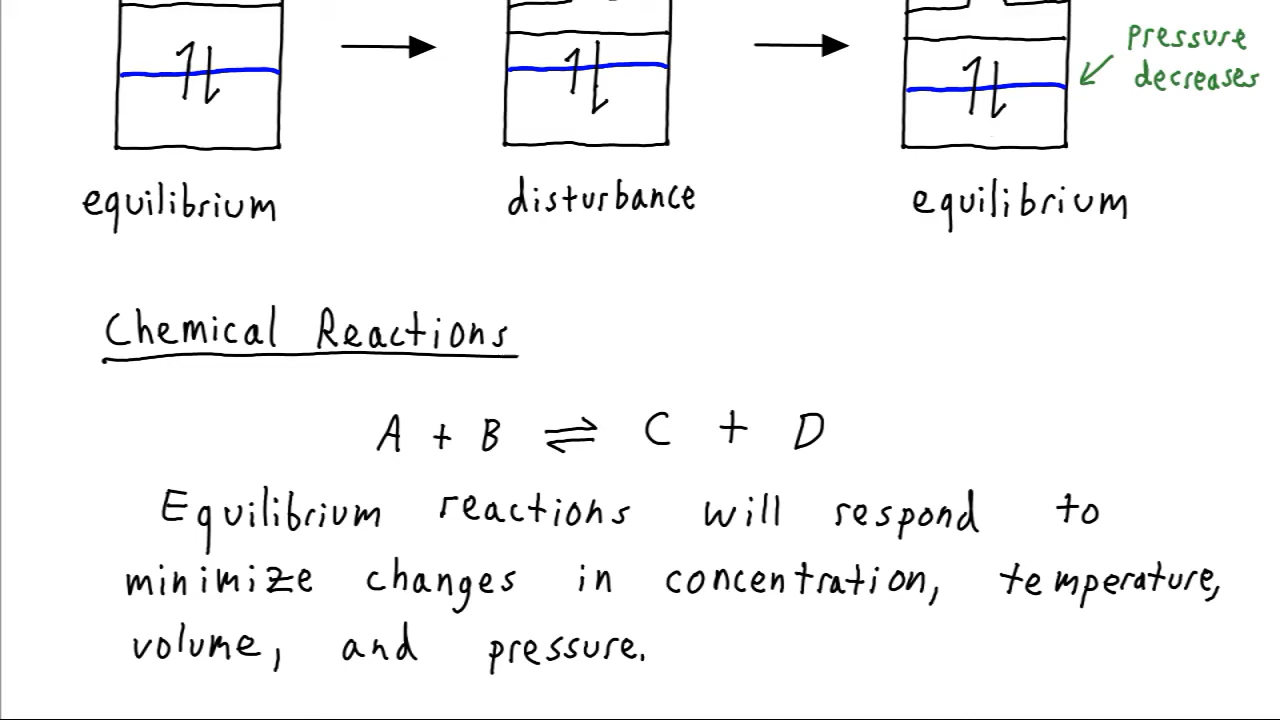 pressure
decreases
equilibrium disturbance equilibrium
Chemical Reactions
A + B ⇌ C + D
Equilibrium reactions will respond to
minimize changes in concentration, temperature,
volume, and pressure.